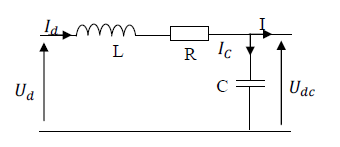 I_d I
L R I_C
C
U_d U_dc